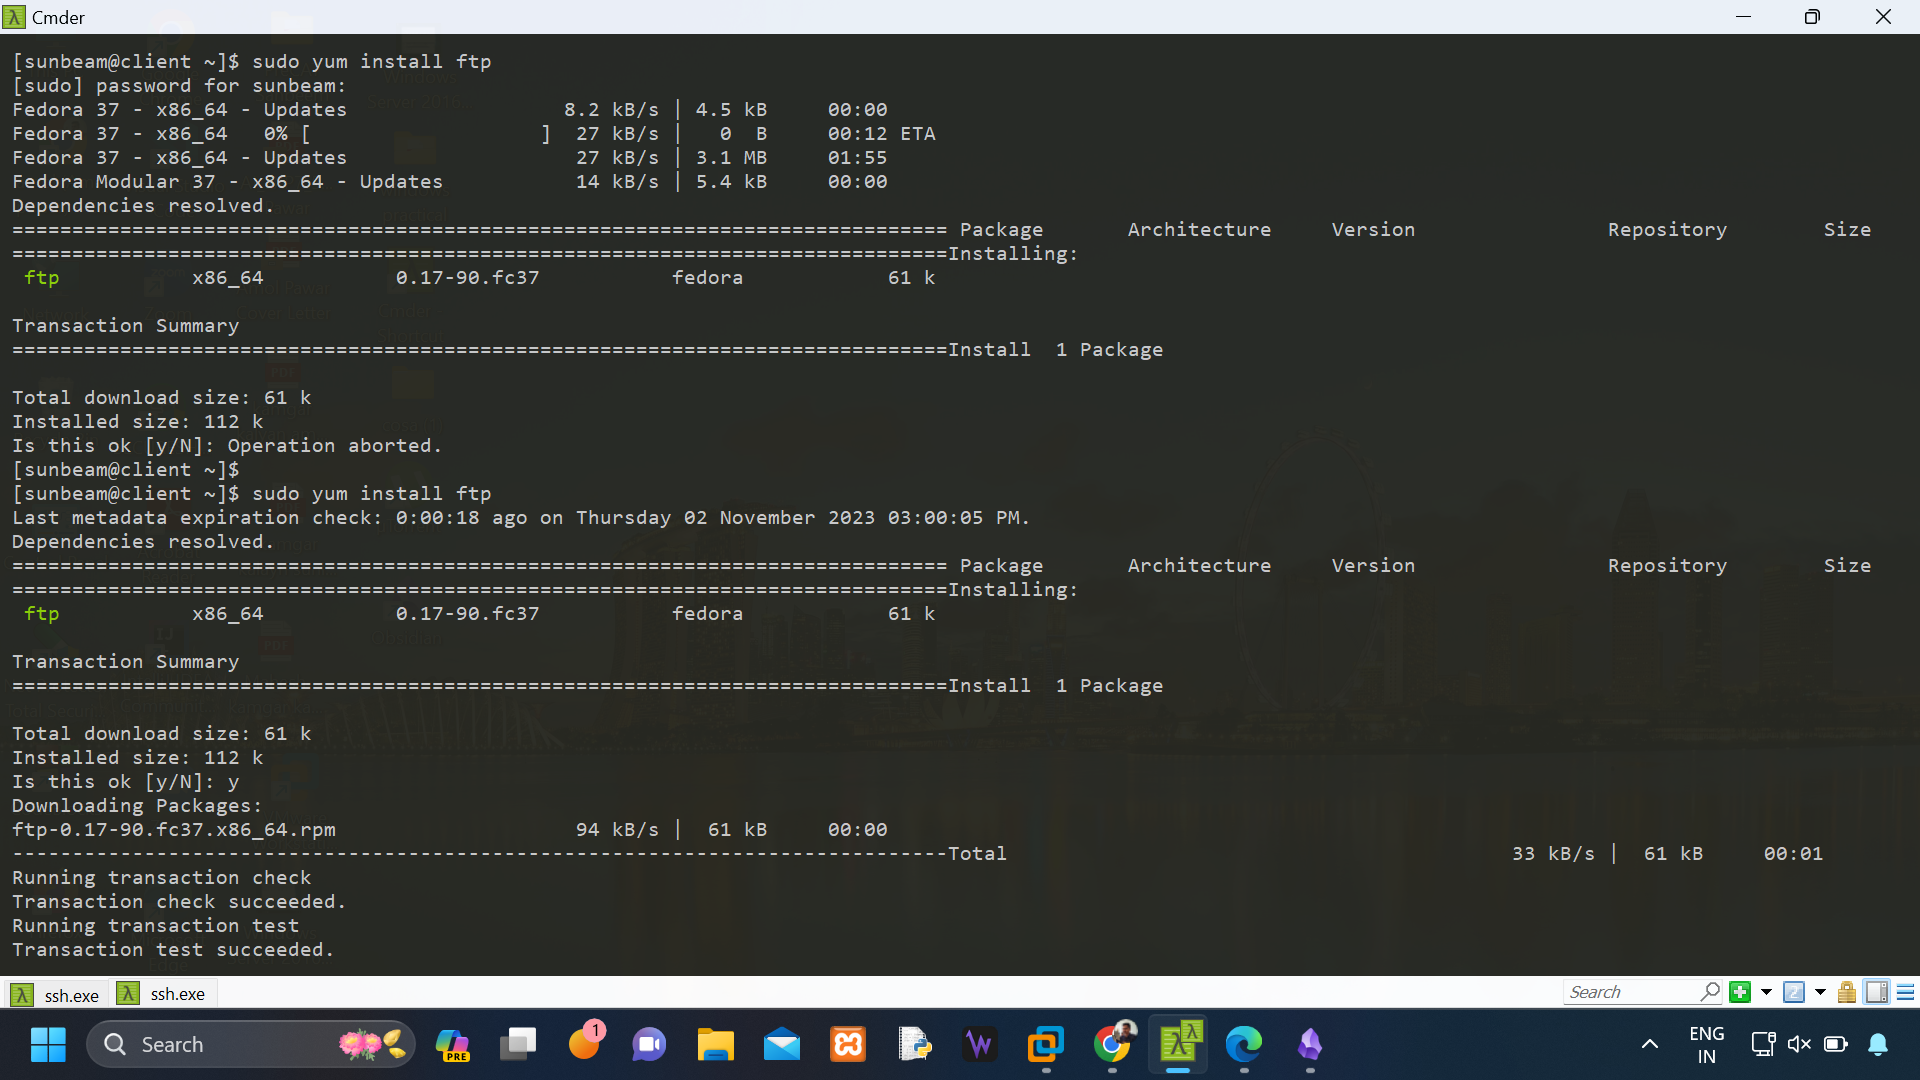 Cmder
[sunbeam@client ~]$ sudo yum install ftp
[sudo] password for sunbeam:
Fedora 37 - x86_64 - Updates                  8.2 kB/s | 4.5 kB     00:00
Fedora 37 - x86_64   0% [                   ]  27 kB/s |   0  B     00:12 ETA
Fedora 37 - x86_64 - Updates                   27 kB/s | 3.1 MB     01:55
Fedora Modular 37 - x86_64 - Updates           14 kB/s | 5.4 kB     00:00
Dependencies resolved.
============================================================================== Package       Architecture     Version                Repository        Size
==============================================================================Installing:
 ftp           x86_64           0.17-90.fc37           fedora            61 k
Transaction Summary
==============================================================================Install  1 Package
Total download size: 61 k
Installed size: 112 k
Is this ok [y/N]: Operation aborted.
[sunbeam@client ~]$
[sunbeam@client ~]$ sudo yum install ftp
Last metadata expiration check: 0:00:18 ago on Thursday 02 November 2023 03:00:05 PM.
Dependencies resolved.
============================================================================== Package       Architecture     Version                Repository        Size
==============================================================================Installing:
 ftp           x86_64           0.17-90.fc37           fedora            61 k
Transaction Summary
==============================================================================Install  1 Package
Total download size: 61 k
Installed size: 112 k
Is this ok [y/N]: y
Downloading Packages:
ftp-0.17-90.fc37.x86_64.rpm                    94 kB/s |  61 kB     00:00
------------------------------------------------------------------------------Total                                          33 kB/s |  61 kB     00:01
Running transaction check
Transaction check succeeded.
Running transaction test
Transaction test succeeded.
ssh.exe ssh.exe Search 2
Search PRE 1 ENG
IN